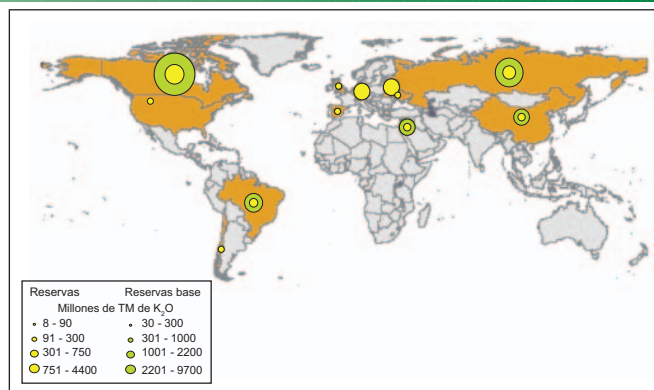 Reservas Reservas base
Millones de TM de K₂O
8 - 90 30 - 300
91 - 300 301 - 1000
301 - 750 1001 - 2200
751 - 4400 2201 - 9700